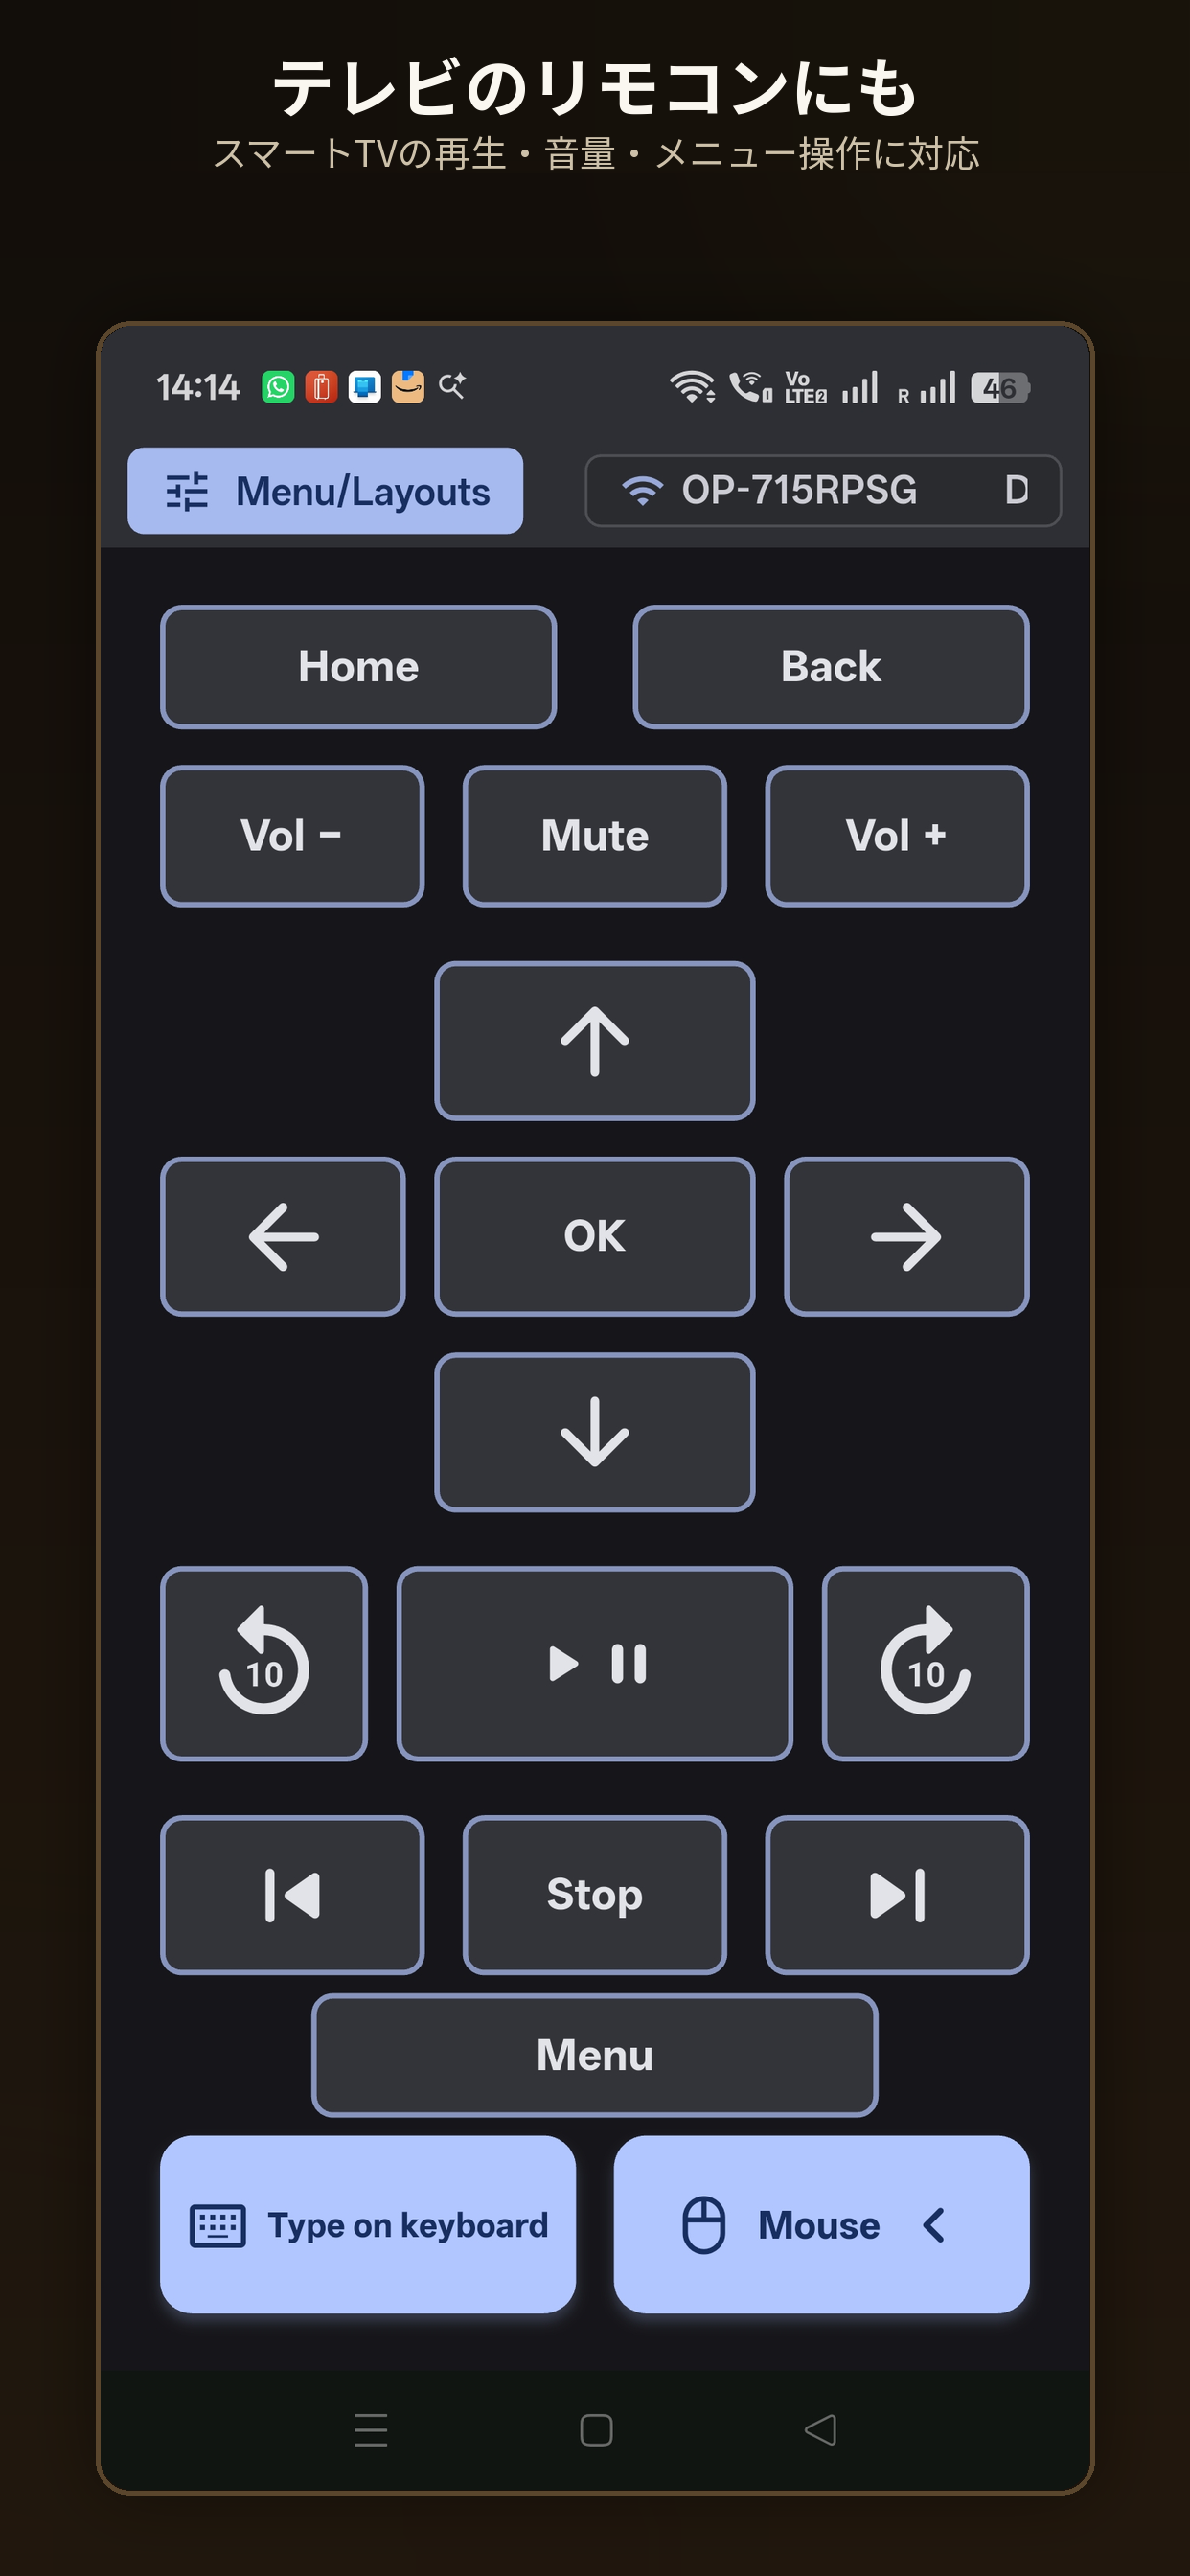 テレビのリモコンにも
スマートTVの再生・音量・メニュー操作に対応
14:14
Vo
LTE2
R
46
Menu/Layouts
OP-715RPSG D
Home
Back
Vol −
Mute
Vol +
OK
10
10
Stop
Menu
Type on keyboard
Mouse